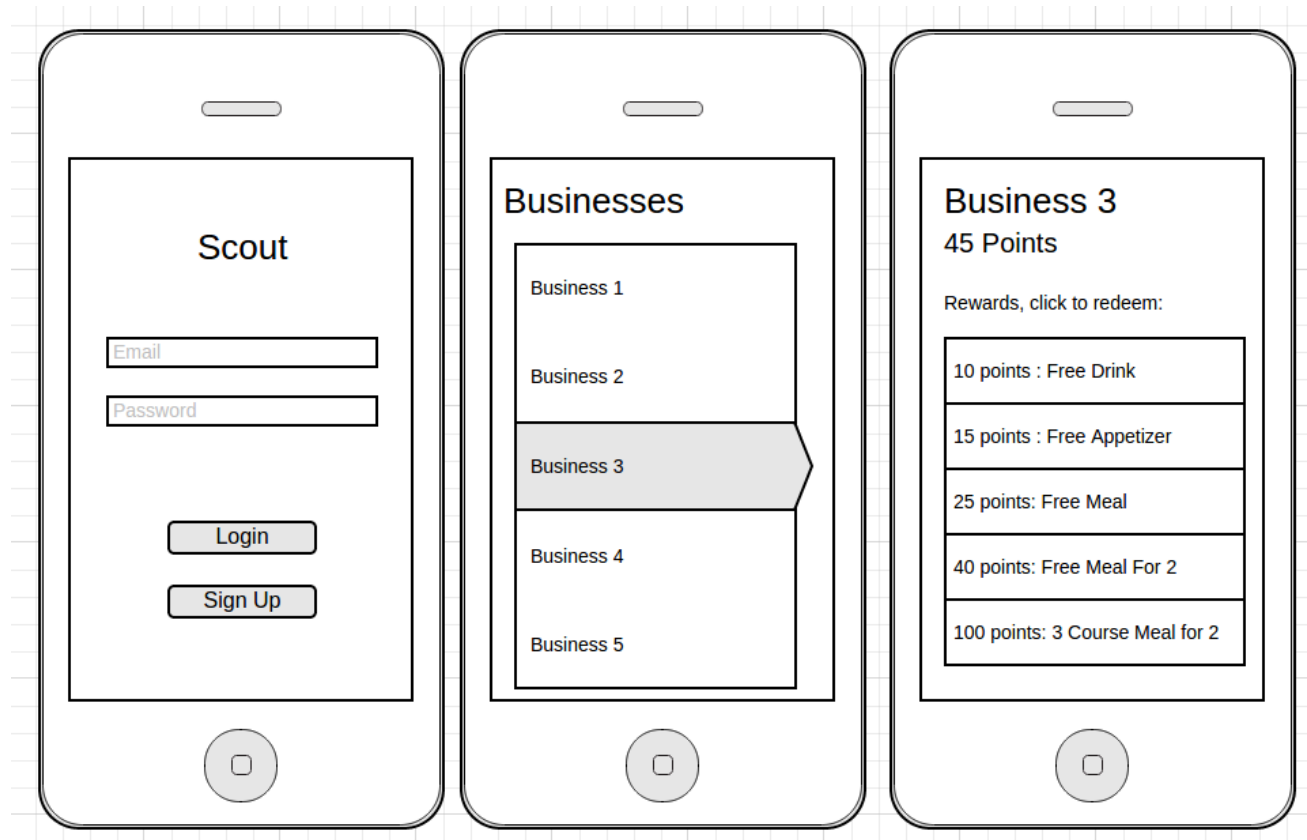 Scout
Email
Password
Login
Sign Up
Businesses
Business 1
Business 2
Business 3
Business 4
Business 5
Business 3
45 Points
Rewards, click to redeem:
10 points : Free Drink
15 points : Free Appetizer
25 points: Free Meal
40 points: Free Meal For 2
100 points: 3 Course Meal for 2